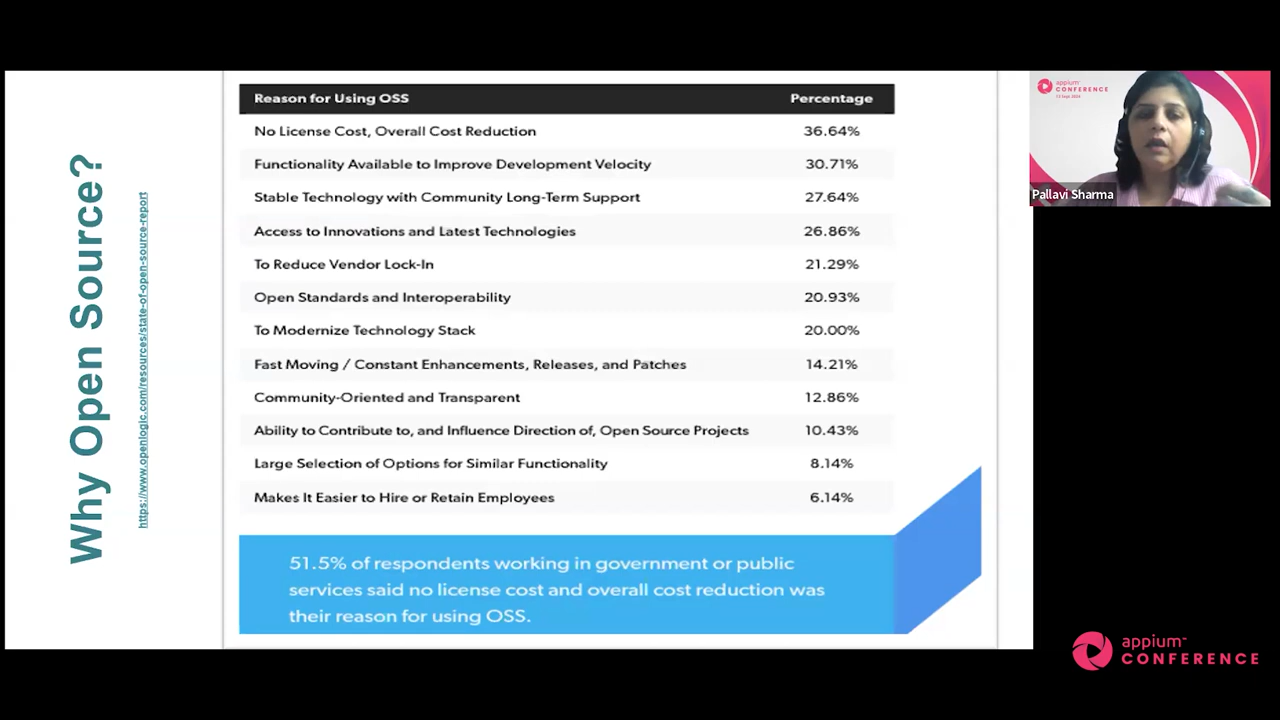 Why Open Source?
https://www.openlogic.com/resources/state-of-open-source-report
Reason for Using OSS Percentage
No License Cost, Overall Cost Reduction 36.64%
Functionality Available to Improve Development Velocity 30.71%
Stable Technology with Community Long-Term Support 27.64%
Access to Innovations and Latest Technologies 26.86%
To Reduce Vendor Lock-In 21.29%
Open Standards and Interoperability 20.93%
To Modernize Technology Stack 20.00%
Fast Moving / Constant Enhancements, Releases, and Patches 14.21%
Community-Oriented and Transparent 12.86%
Ability to Contribute to, and Influence Direction of, Open Source Projects 10.43%
Large Selection of Options for Similar Functionality 8.14%
Makes It Easier to Hire or Retain Employees 6.14%
51.5% of respondents working in government or public
services said no license cost and overall cost reduction was
their reason for using OSS.
appium
CONFERENCE
Pallavi Sharma
appium
CONFERENCE